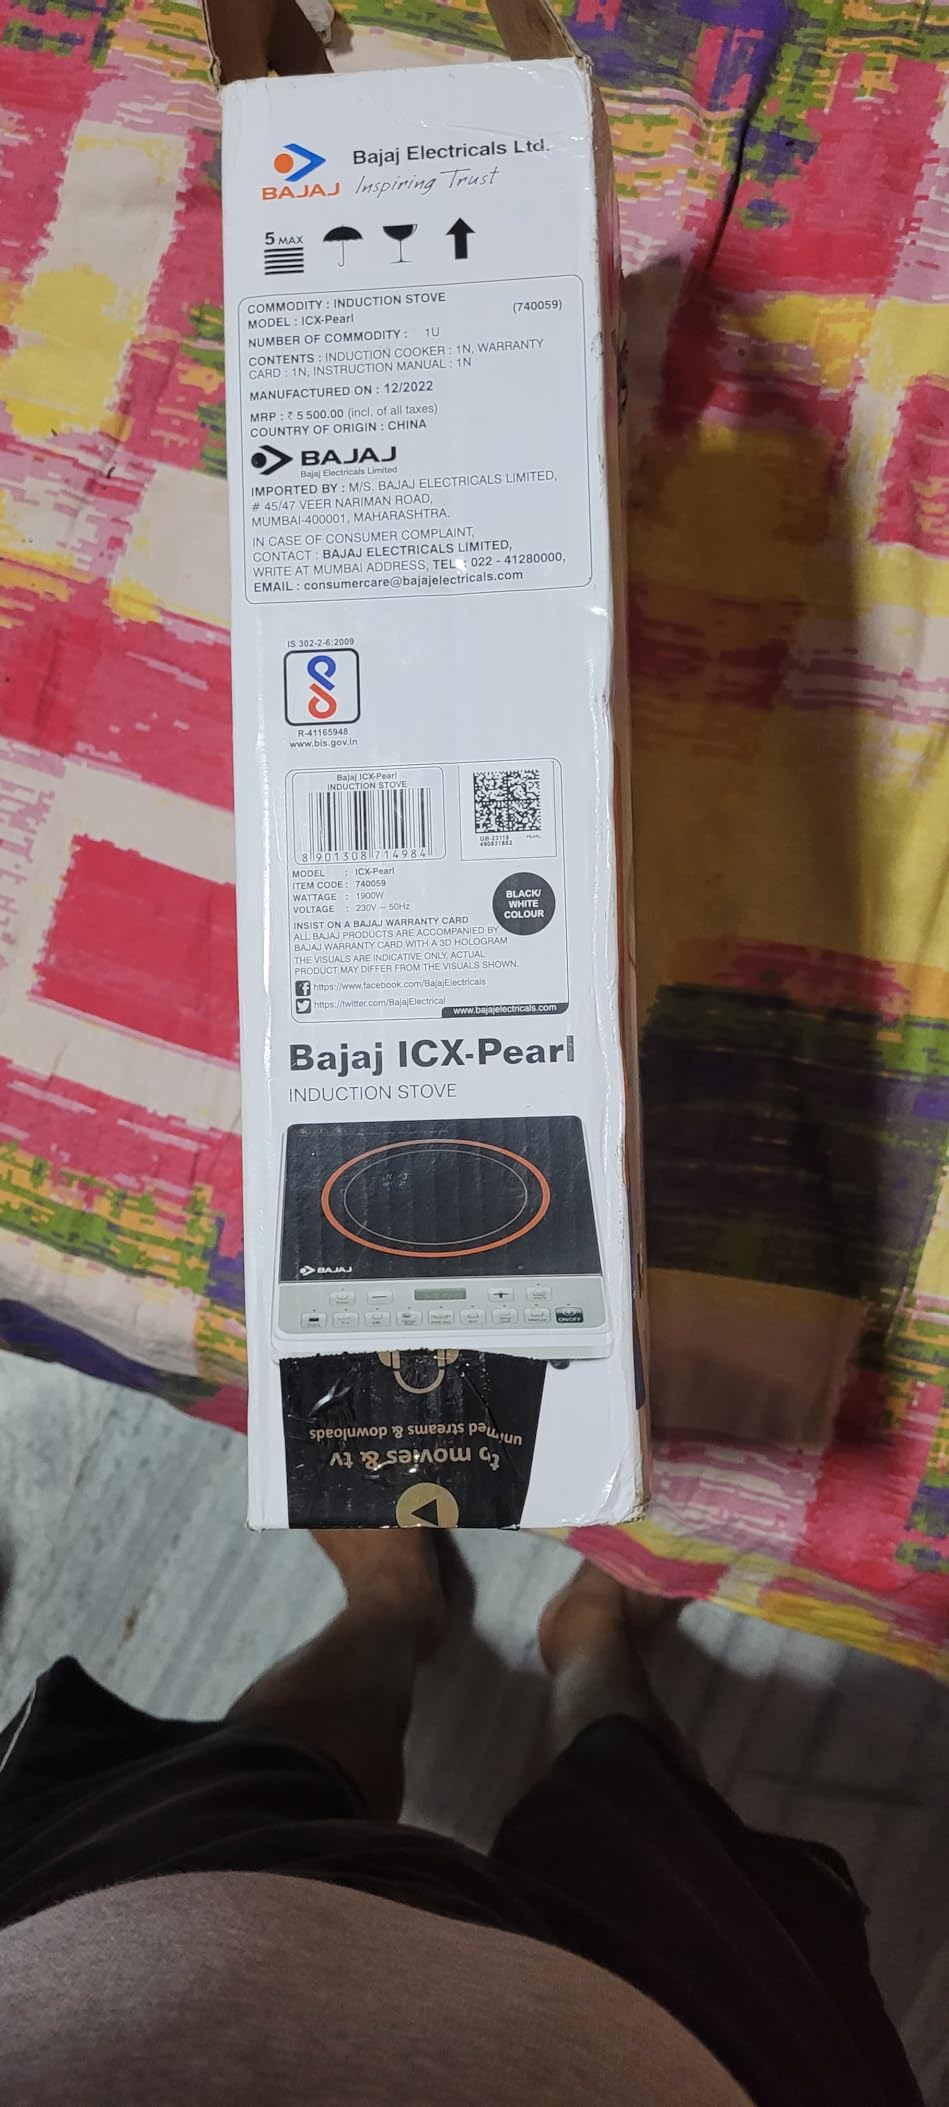 BAJAJ
Bajaj Electricals Ltd.
Inspiring Trust
5 MAX
COMMODITY : INDUCTION STOVE
(740059)
MODEL : ICX-Pearl
NUMBER OF COMMODITY : 1U
CONTENTS : INDUCTION COOKER : 1N, WARRANTY
CARD : 1N, INSTRUCTION MANUAL : 1N
MANUFACTURED ON : 12/2022
MRP : ₹ 5 500.00 (incl. of all taxes)
COUNTRY OF ORIGIN : CHINA
BAJAJ
Bajaj Electricals Limited
IMPORTED BY : M/S. BAJAJ ELECTRICALS LIMITED,
# 45/47 VEER NARIMAN ROAD,
MUMBAI-400001, MAHARASHTRA.
IN CASE OF CONSUMER COMPLAINT,
CONTACT : BAJAJ ELECTRICALS LIMITED,
WRITE AT MUMBAI ADDRESS, TEL : 022 - 41280000,
EMAIL : consumercare@bajajelectricals.com
IS 302-2-6:2009
R-41165948
www.bis.gov.in
Bajaj ICX-Pearl
INDUCTION STOVE
8 901308 714984
GB-23116 PEARL
490831852
MODEL : ICX-Pearl
ITEM CODE : 740059
WATTAGE : 1900W
VOLTAGE : 230V – 50Hz
BLACK/
WHITE
COLOUR
INSIST ON A BAJAJ WARRANTY CARD
ALL BAJAJ PRODUCTS ARE ACCOMPANIED BY
BAJAJ WARRANTY CARD WITH A 3D HOLOGRAM
THE VISUALS ARE INDICATIVE ONLY, ACTUAL
PRODUCT MAY DIFFER FROM THE VISUALS SHOWN.
https://www.facebook.com/BajajElectricals
https://twitter.com/BajajElectrical
www.bajajelectricals.com
Bajaj ICX-Pearl
INDUCTION STOVE
BAJAJ
ON/OFF
to movies & tv
streams & downloads